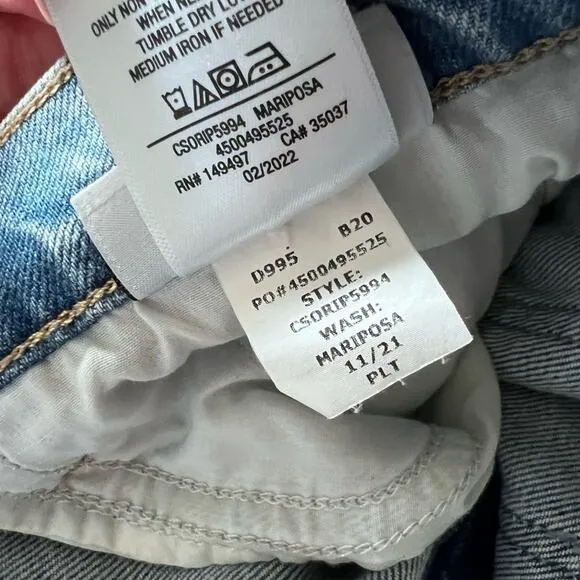 ONLY NON
WHEN NE
TUMBLE DRY LO
MEDIUM IRON IF NEEDED
CSORIP5994 MARIPOSA
4500495525
RN# 149497 CA# 35037
02/2022
D995 B20
PO#4500495525
STYLE:
CSORIP5994
WASH:
MARIPOSA
11/21
PLT